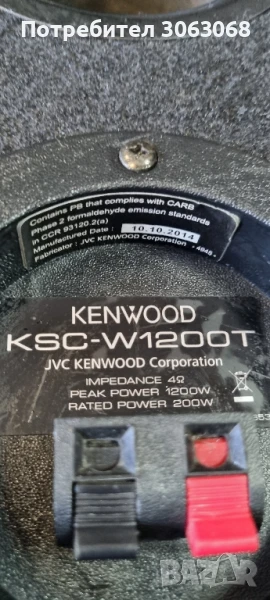 Потребител 3063068
Contains PB that complies with CARB
Phase 2 formaldehyde emission standards
in CCR 93120.2(a)
Manufactured Date : 10.10.2014
Fabricator : JVC KENWOOD Corporation - 4848 -
KENWOOD
KSC-W1200T
JVC KENWOOD Corporation
IMPEDANCE 4Ω
PEAK POWER 1200W
RATED POWER 200W
BAZAR